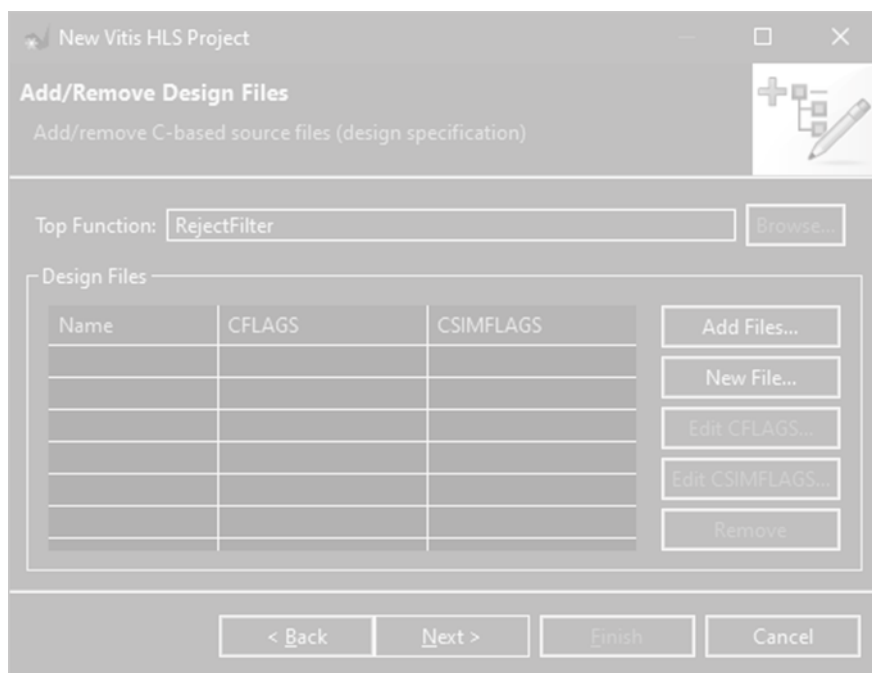 New Vitis HLS Project
Add/Remove Design Files
Add/remove C-based source files (design specification)
Top Function: RejectFilter Browse...
Design Files
Name CFLAGS CSIMFLAGS
Add Files...
New File...
Edit CFLAGS...
Edit CSIMFLAGS...
Remove
< Back Next > Finish Cancel